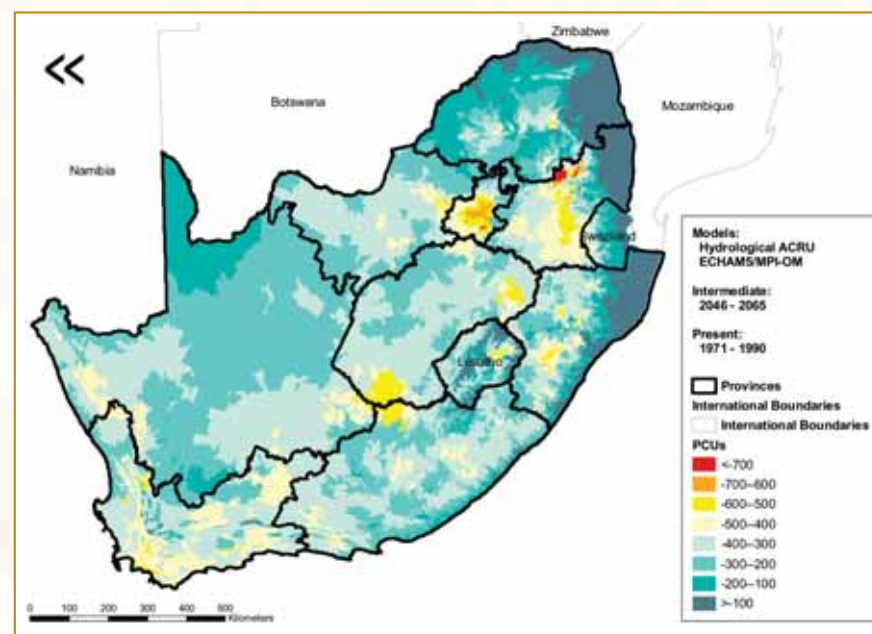 «
Zimbabwe
Botswana
Mozambique
Namibia
Swaziland
Lesotho
Models:
Hydrological ACRU
ECHAM5/MPI-OM
Intermediate:
2046 - 2065
Present:
1971 - 1990
Provinces
International Boundaries
International Boundaries
PCUs
<-700
-700--600
-600--500
-500--400
-400--300
-300--200
-200--100
>-100
0 100 200 300 400 500
Kilometers